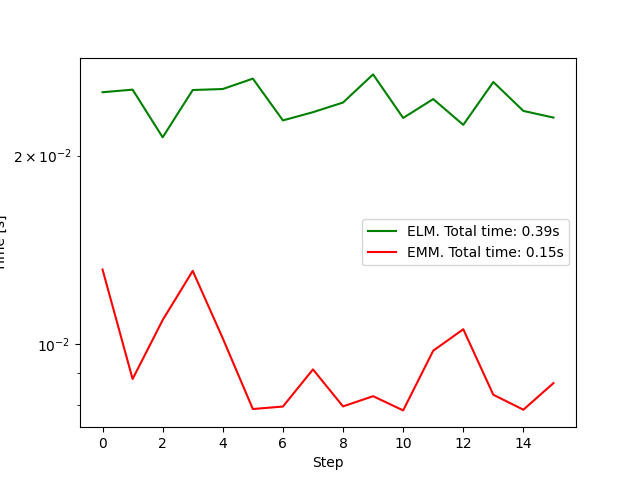 2 × 10⁻²
10⁻²
Time [s]
ELM. Total time: 0.39s
EMM. Total time: 0.15s
0 2 4 6 8 10 12 14
Step